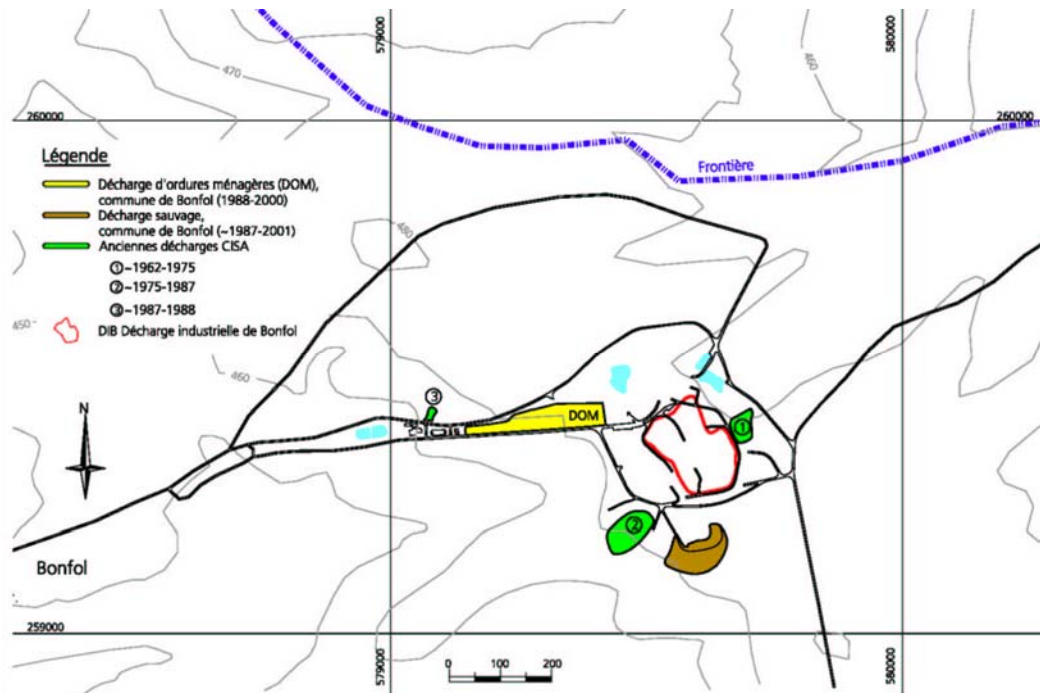 579000
580000
470
460
260000
260000
Légende
Frontière
Décharge d'ordures ménagères (DOM),
commune de Bonfol (1988-2000)
Décharge sauvage,
commune de Bonfol (~1987-2001)
Anciennes décharges CISA
① ~1962-1975
② ~1975-1987
③ ~1987-1988
DIB Décharge industrielle de Bonfol
480
450
460
③
N
DOM
①
②
Bonfol
259000
259000
579000
580000
0 100 200